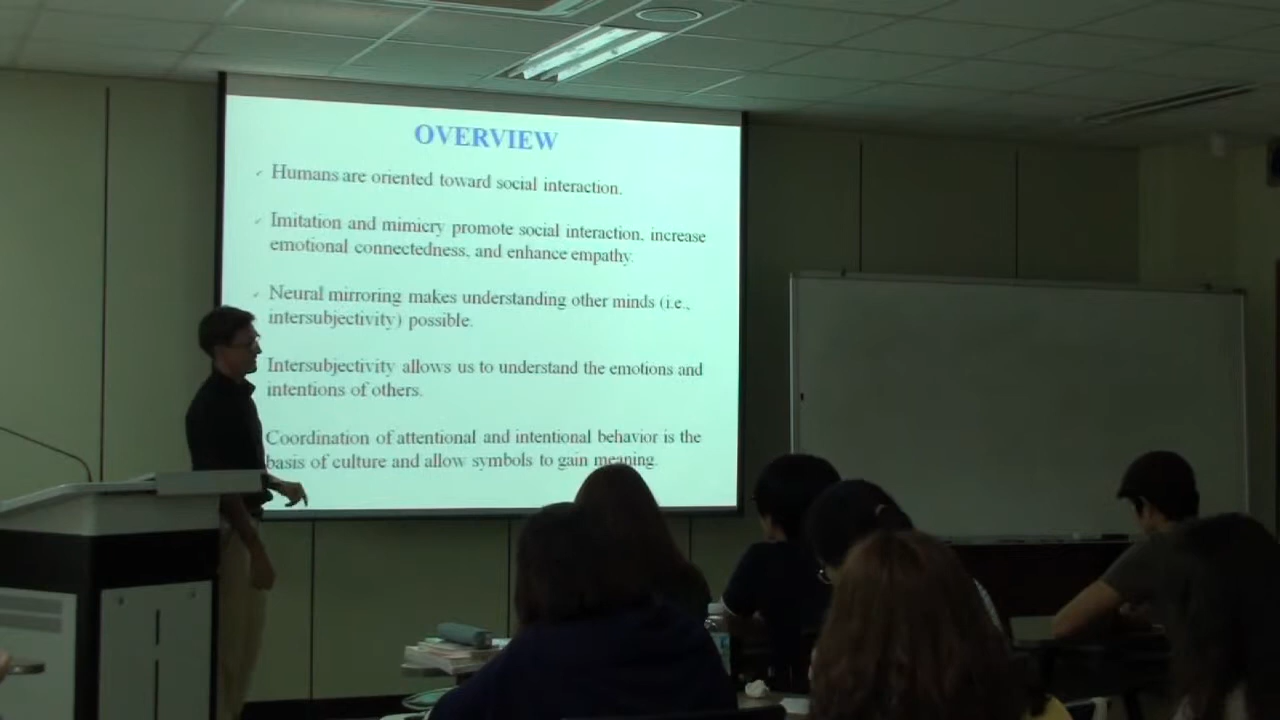 OVERVIEW
Humans are oriented toward social interaction.
Imitation and mimicry promote social interaction, increase
emotional connectedness, and enhance empathy.
Neural mirroring makes understanding other minds (i.e.,
intersubjectivity) possible.
Intersubjectivity allows us to understand the emotions and
intentions of others.
Coordination of attentional and intentional behavior is the
basis of culture and allow symbols to gain meaning.